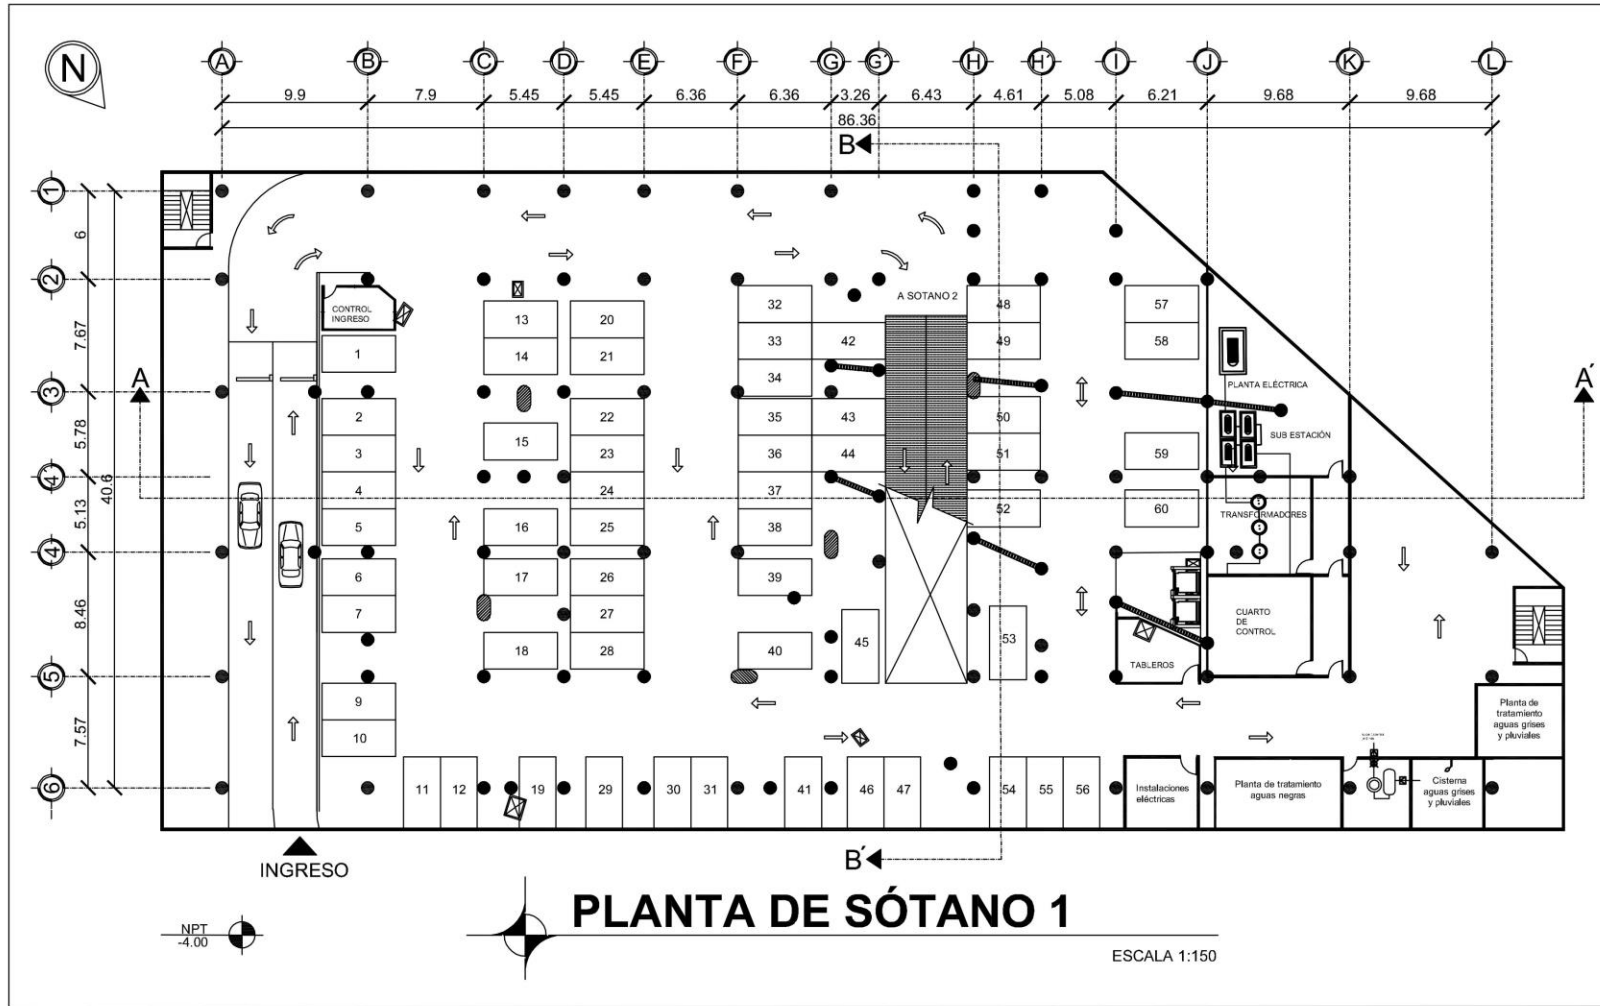 N
A B C D E F G G´ H H´ I J K L
9.9 7.9 5.45 5.45 6.36 6.36 3.26 6.43 4.61 5.08 6.21 9.68 9.68
86.36
B
1
6
2
A SOTANO 2
32 48 57
CONTROL
INGRESO
13 20
7.67
33 42 49 58
1 14 21
34
PLANTA ELÉCTRICA
A A´
3
2 22 35 43 50
5.78
SUB ESTACIÓN
15
3 23 36 44 51 59
4´
40.6
4 24 37
5.13
52 60
TRANSFORMADORES
5 16 25 38
4
6 17 26 39
8.46
7 27
CUARTO
DE
CONTROL
45 53
18 28 40
TABLEROS
5
9
Planta de
tratamiento
aguas grises
y pluviales
7.57
10
6
11 12 19 29 30 31 41 46 47 54 55 56
Instalaciones
eléctricas
Planta de tratamiento
aguas negras
Cisterna
aguas grises
y pluviales
INGRESO
B´
PLANTA DE SÓTANO 1
NPT
-4.00
ESCALA 1:150